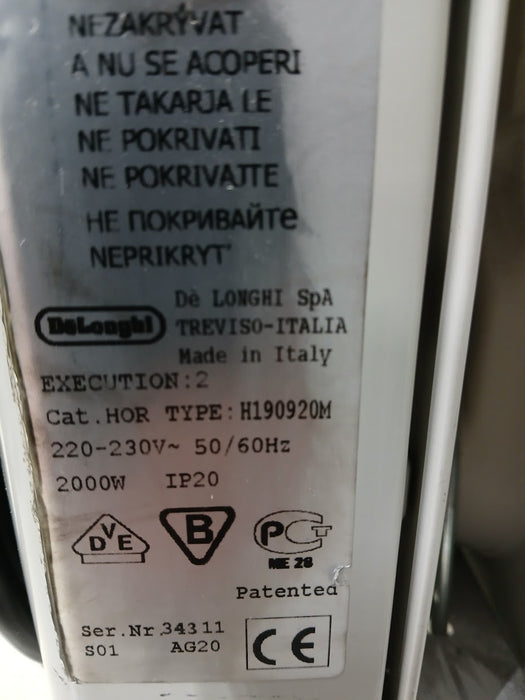 NEZAKRÝVAT
A NU SE ACOPERI
NE TAKARJA LE
NE POKRIVATI
NE POKRIVAJTE
НЕ ПОКРИВАЙТе
NEPRIKRYT'
DeLonghi
Dè LONGHI SpA
TREVISO-ITALIA
Made in Italy
EXECUTION:2
Cat.HOR TYPE:H190920M
220-230V~ 50/60Hz
2000W IP20
DVE
B
РСТ
ME 28
Patented
Ser.Nr.34311
S01 AG20
CE